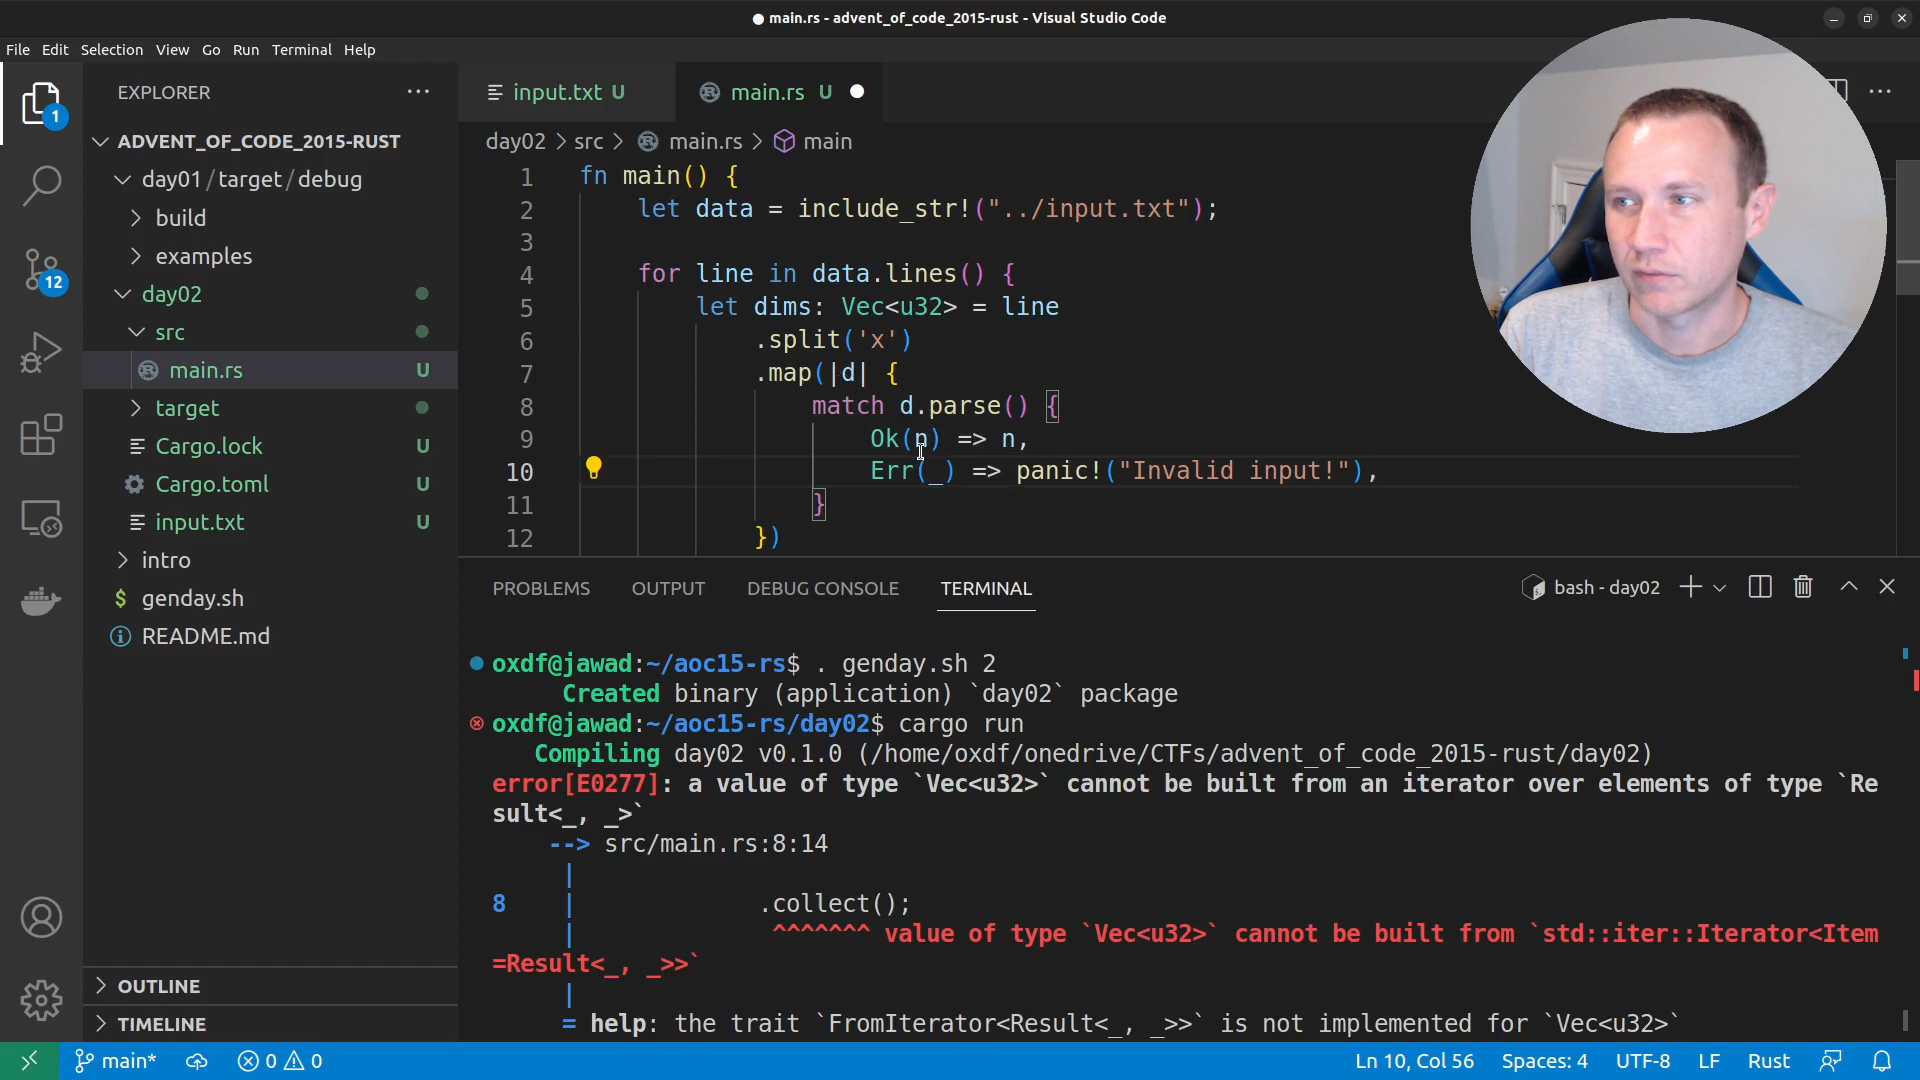 main.rs - advent_of_code_2015-rust - Visual Studio Code
File Edit Selection View Go Run Terminal Help
EXPLORER
1
12
ADVENT_OF_CODE_2015-RUST
day01 / target / debug
build
examples
day02
src
main.rs U
target
Cargo.lock U
Cargo.toml U
input.txt U
intro
$ genday.sh
README.md
OUTLINE
TIMELINE
input.txt U
main.rs U
day02 > src > main.rs > main
1 fn main() {
2 let data = include_str!("../input.txt");
3
4 for line in data.lines() {
5 let dims: Vec<u32> = line
6 .split('x')
7 .map(|d| {
8 match d.parse() {
9 Ok(n) => n,
10 Err(_) => panic!("Invalid input!"),
11 }
12 })
PROBLEMS OUTPUT DEBUG CONSOLE TERMINAL
bash - day02
oxdf@jawad:~/aoc15-rs$ . genday.sh 2
Created binary (application) `day02` package
oxdf@jawad:~/aoc15-rs/day02$ cargo run
Compiling day02 v0.1.0 (/home/oxdf/onedrive/CTFs/advent_of_code_2015-rust/day02)
error[E0277]: a value of type `Vec<u32>` cannot be built from an iterator over elements of type `Re
sult<_, _>`
--> src/main.rs:8:14
|
8 | .collect();
| ^^^^^^^ value of type `Vec<u32>` cannot be built from `std::iter::Iterator<Item
=Result<_, _>>`
|
= help: the trait `FromIterator<Result<_, _>>` is not implemented for `Vec<u32>`
main* 0 0 Ln 10, Col 56 Spaces: 4 UTF-8 LF Rust